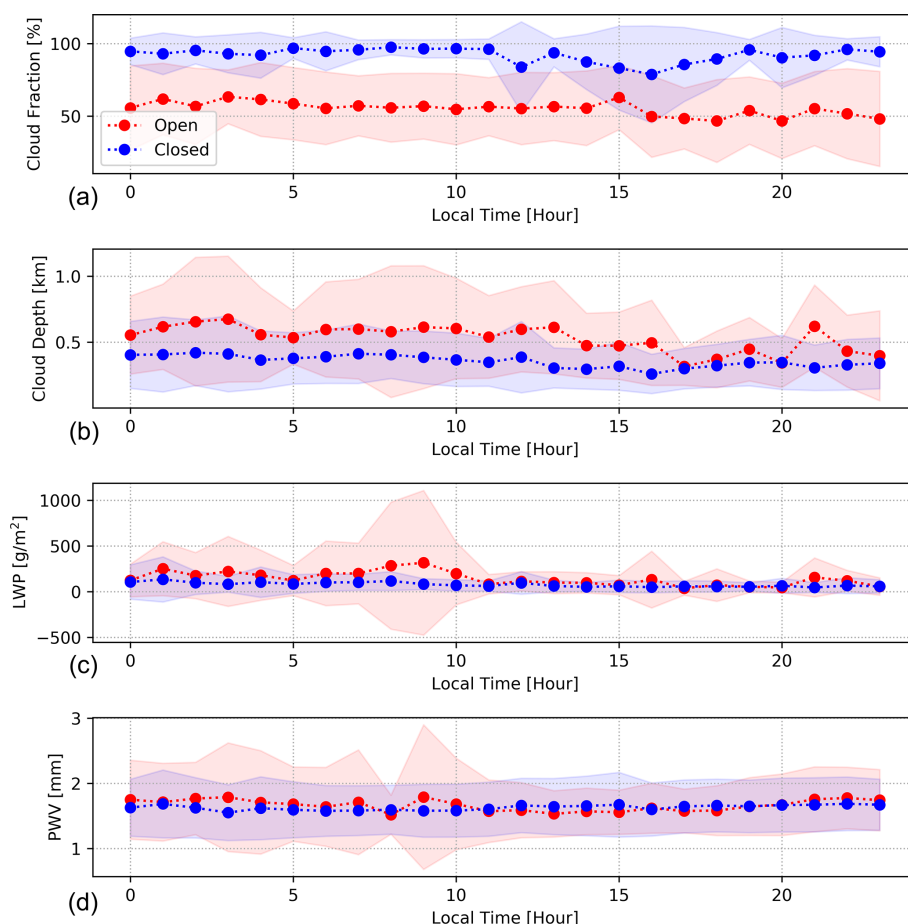 Cloud Fraction [%]
100
50
Open
Closed
0 5 10 15 20
(a)
Local Time [Hour]
Cloud Depth [km]
1.0
0.5
0 5 10 15 20
(b)
Local Time [Hour]
LWP [g/m²]
1000
500
0
−500
0 5 10 15 20
(c)
Local Time [Hour]
PWV [mm]
3
2
1
0 5 10 15 20
(d)
Local Time [Hour]